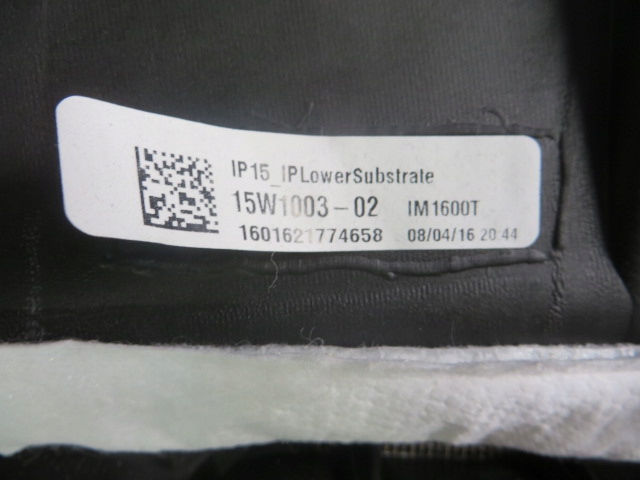 IP15_IPLowerSubstrate
15W1003-02 IM1600T
1601621774658 08/04/16 20:44